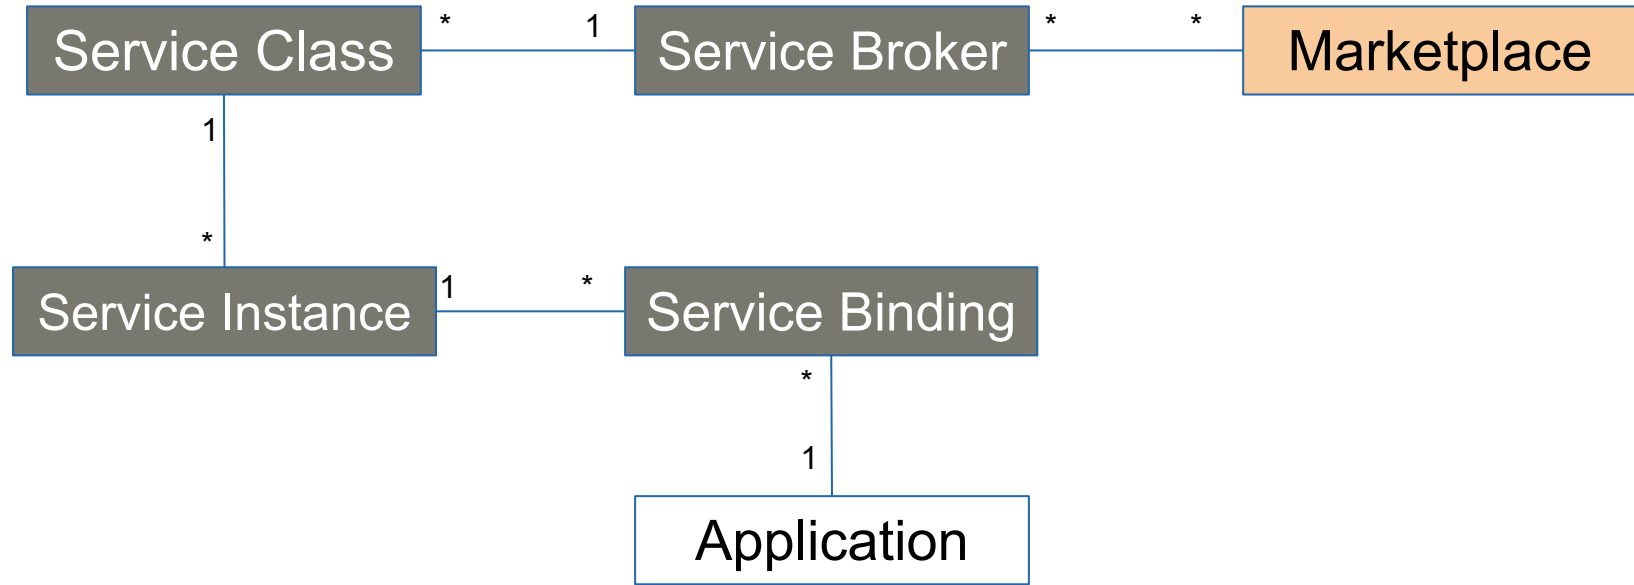 Service Class * 1 Service Broker * * Marketplace
1
*
Service Instance 1 * Service Binding
*
1
Application